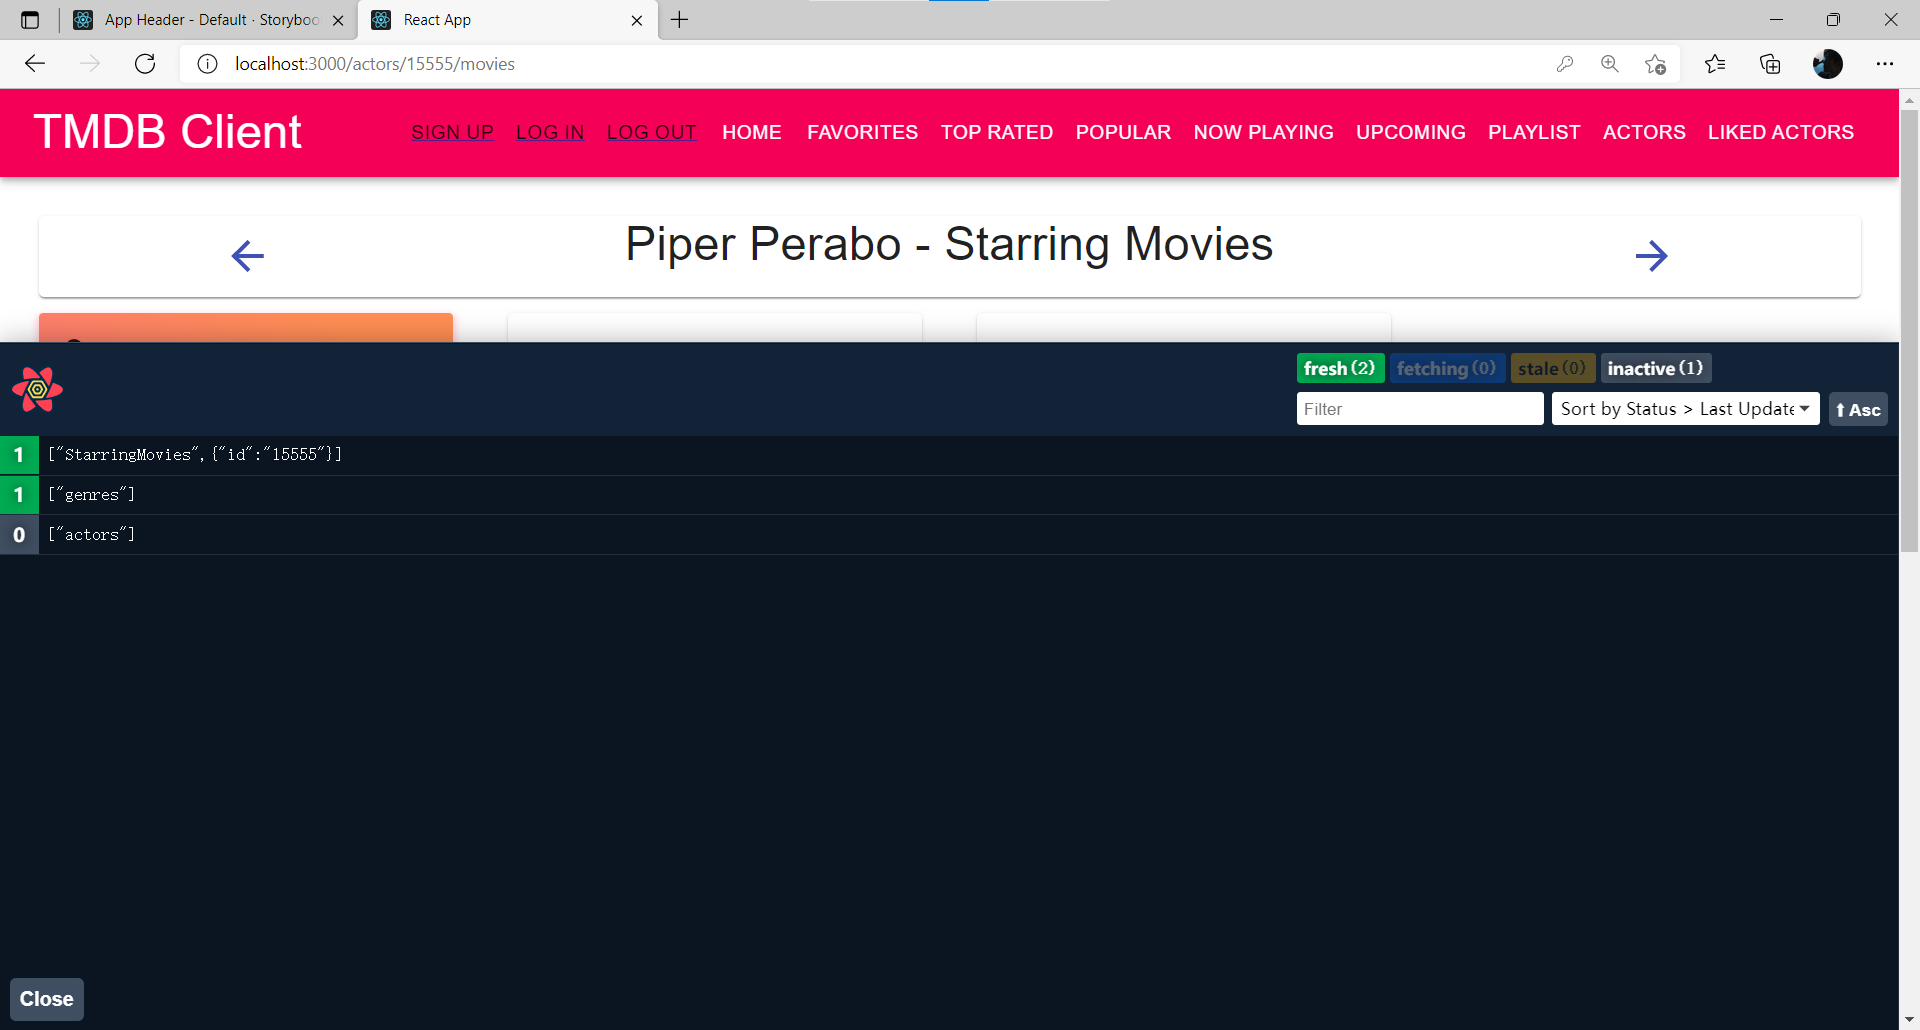 App Header - Default · Storyboo
React App
localhost:3000/actors/15555/movies
TMDB Client
SIGN UP LOG IN LOG OUT HOME FAVORITES TOP RATED POPULAR NOW PLAYING UPCOMING PLAYLIST ACTORS LIKED ACTORS
Piper Perabo - Starring Movies
fresh (2) fetching (0) stale (0) inactive (1)
Filter Sort by Status > Last Update Asc
1 ["StarringMovies",{"id":"15555"}]
1 ["genres"]
0 ["actors"]
Close